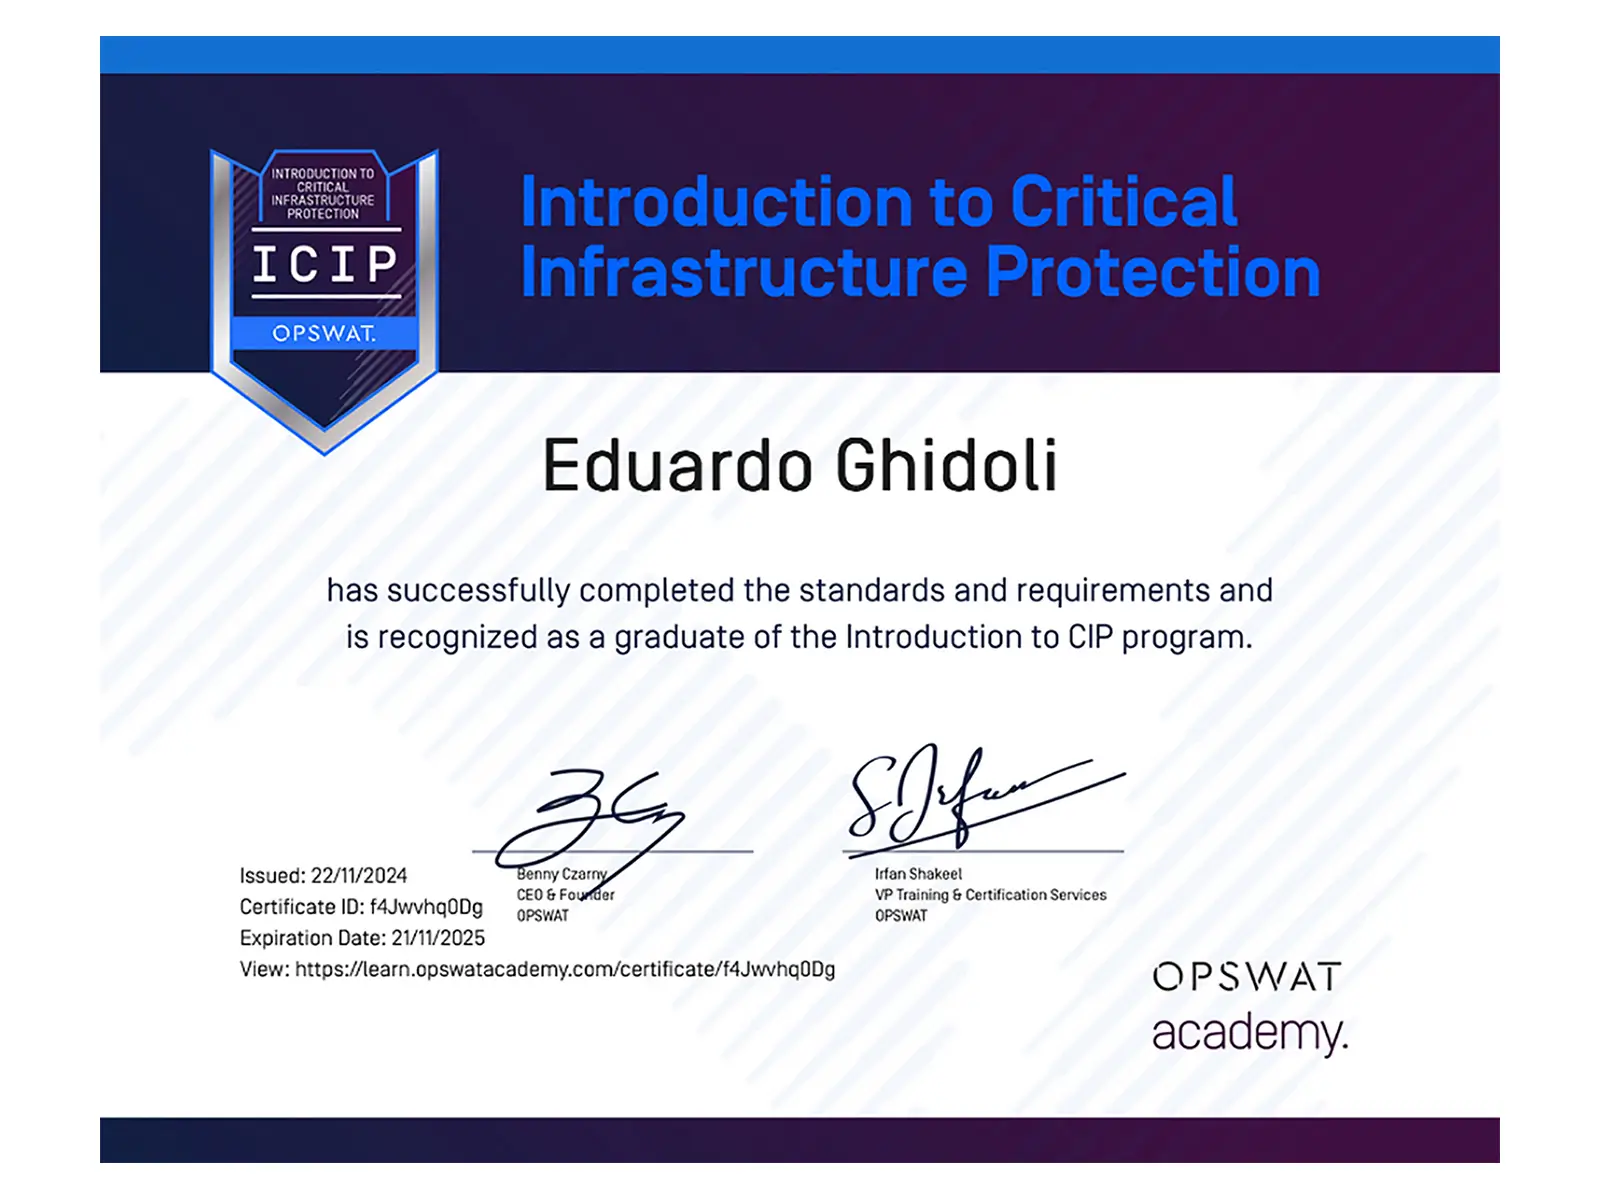 INTRODUCTION TO
CRITICAL
INFRASTRUCTURE
PROTECTION
ICIP
OPSWAT.
Introduction to Critical
Infrastructure Protection
Eduardo Ghidoli
has successfully completed the standards and requirements and
is recognized as a graduate of the Introduction to CIP program.
Benny Czarny
CEO & Founder
OPSWAT
Irfan Shakeel
VP Training & Certification Services
OPSWAT
Issued: 22/11/2024
Certificate ID: f4Jwvhq0Dg
Expiration Date: 21/11/2025
View: https://learn.opswatacademy.com/certificate/f4Jwvhq0Dg
OPSWAT
academy.